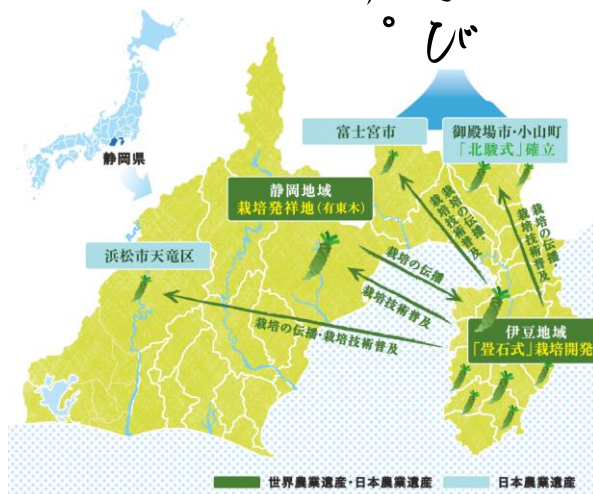 び
静岡県
富士宮市
御殿場市・小山町
「北駿式」確立
静岡地域
栽培発祥地（有東木）
浜松市天竜区
栽培の伝播・
栽培技術普及
栽培の伝播・
栽培技術普及
栽培の伝播
栽培技術普及
栽培の伝播・栽培技術普及
伊豆地域
「畳石式」栽培開発
世界農業遺産・日本農業遺産
日本農業遺産